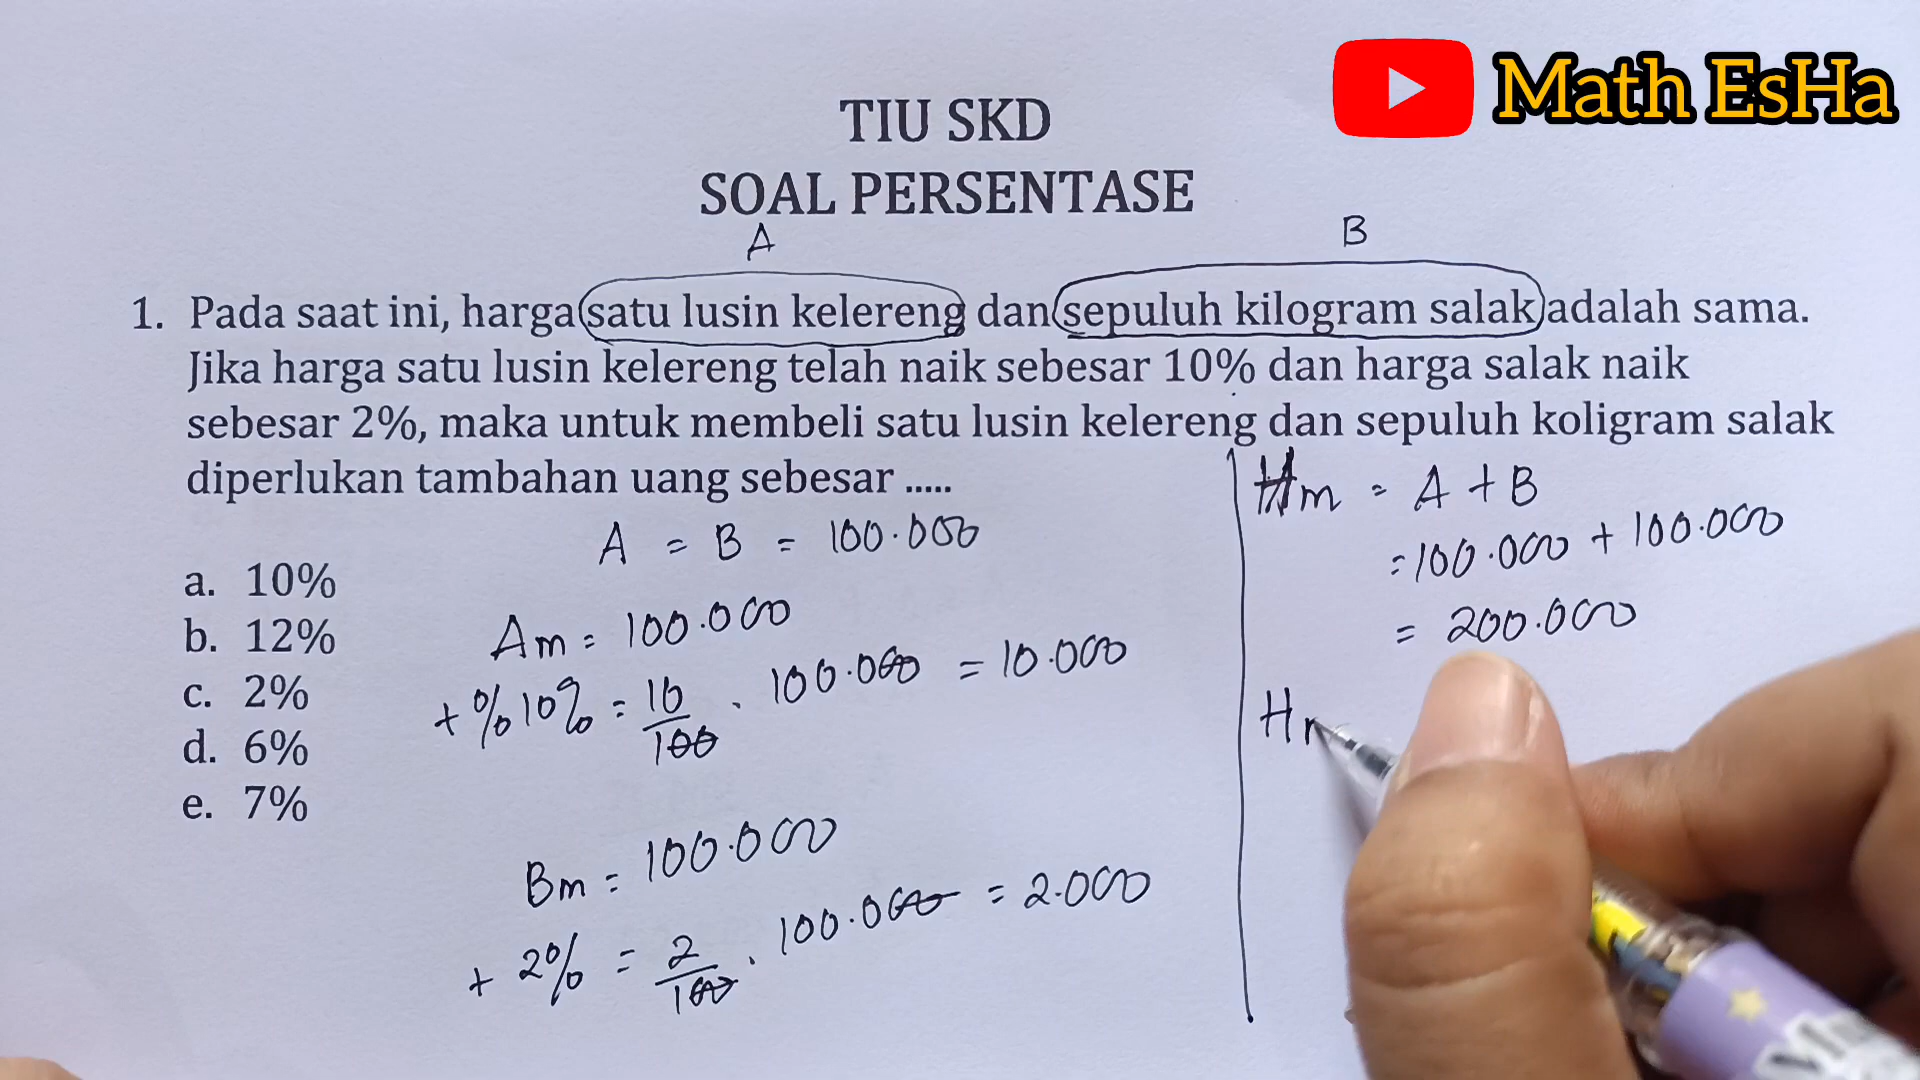 Math EsHa
TIU SKD
SOAL PERSENTASE
A
B
1. Pada saat ini, harga satu lusin kelereng dan sepuluh kilogram salak adalah sama.
Jika harga satu lusin kelereng telah naik sebesar 10% dan harga salak naik
sebesar 2%, maka untuk membeli satu lusin kelereng dan sepuluh koligram salak
diperlukan tambahan uang sebesar .....
a. 10%
b. 12%
c. 2%
d. 6%
e. 7%
A = B = 100.000
Am = 100.000
+ % 10% = 10/100 . 100.000 = 10.000
Bm = 100.000
+ 2% = 2/100 . 100.000 = 2.000
Hm = A + B
= 100.000 + 100.000
= 200.000
H